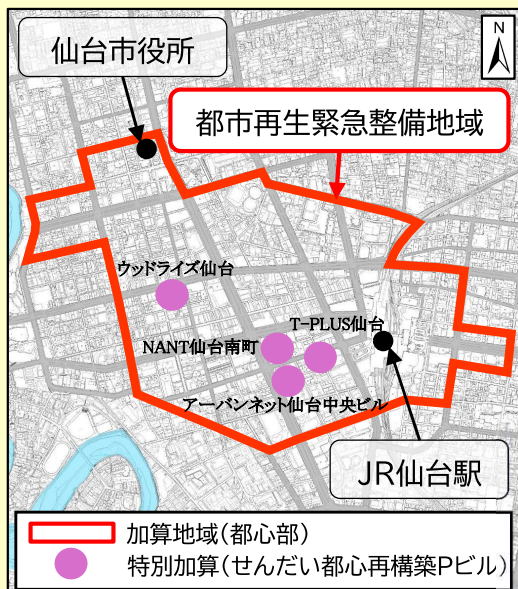 仙台市役所
N
都市再生緊急整備地域
ウッドライズ仙台
T-PLUS仙台
NANT仙台南町
アーバンネット仙台中央ビル
JR仙台駅
加算地域(都心部)
特別加算(せんだい都心再構築Pビル)